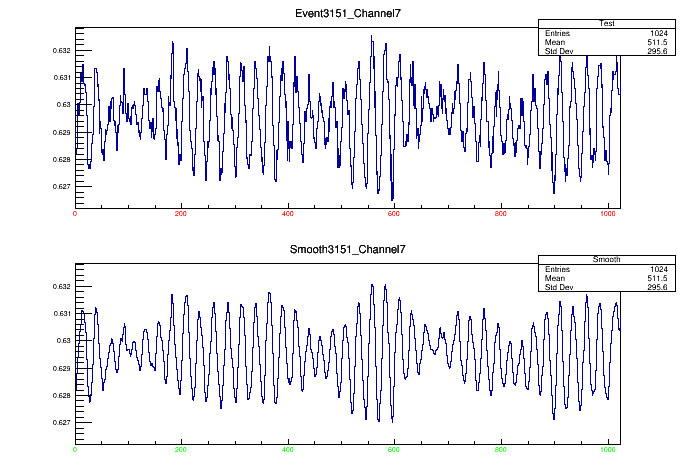 Event3151_Channel7
Test
Entries 1024
Mean 511.5
Std Dev 295.6
0.632
0.631
0.63
0.629
0.628
0.627
0 200 400 600 800 1000
Smooth3151_Channel7
Smooth
Entries 1024
Mean 511.5
Std Dev 295.6
0.632
0.631
0.63
0.629
0.628
0.627
0 200 400 600 800 1000